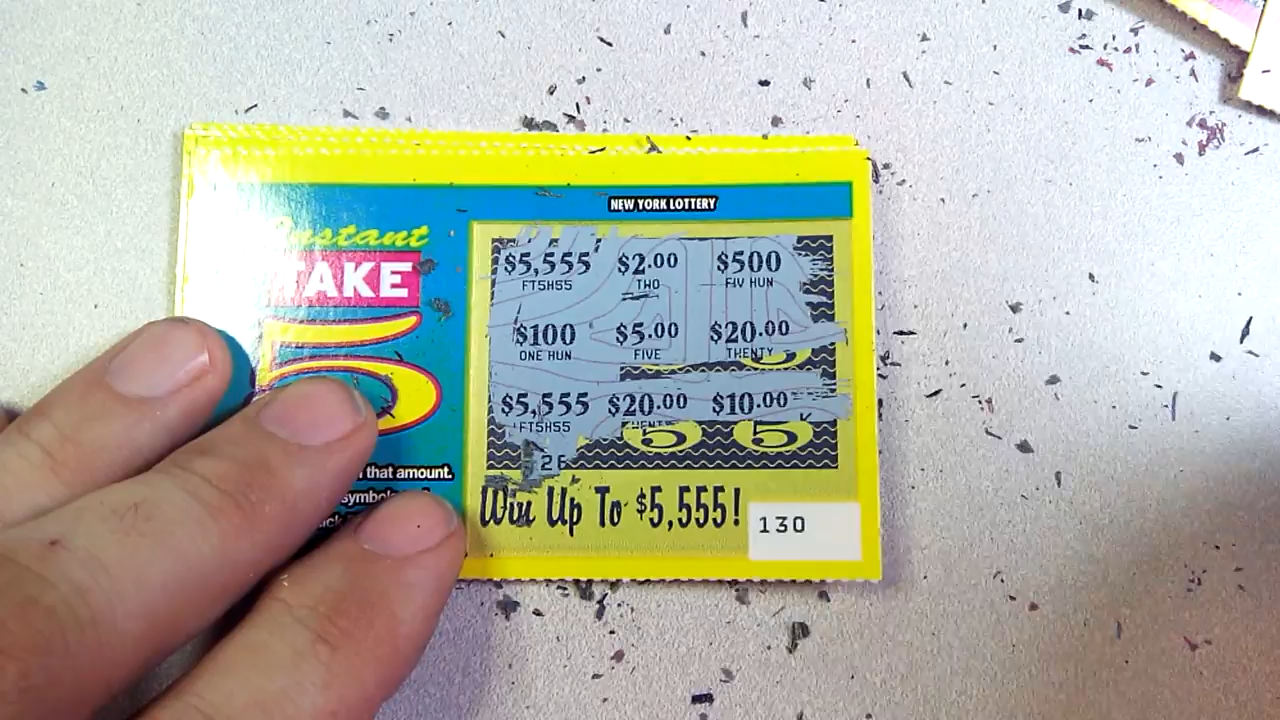 NEW YORK LOTTERY
Instant
TAKE
5
that amount.
$5,555 $2.00 $500
FT5H55 TWO FIV HUN
$100 $5.00 $20.00
ONE HUN FIVE TWENTY
5
$5,555 $20.00 $10.00
FT5H55
5 5
Win Up To $5,555!
130